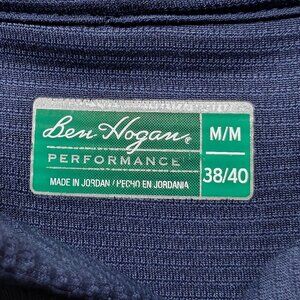 Ben Hogan
PERFORMANCE
MADE IN JORDAN / HECHO EN JORDANIA
M/M
38/40